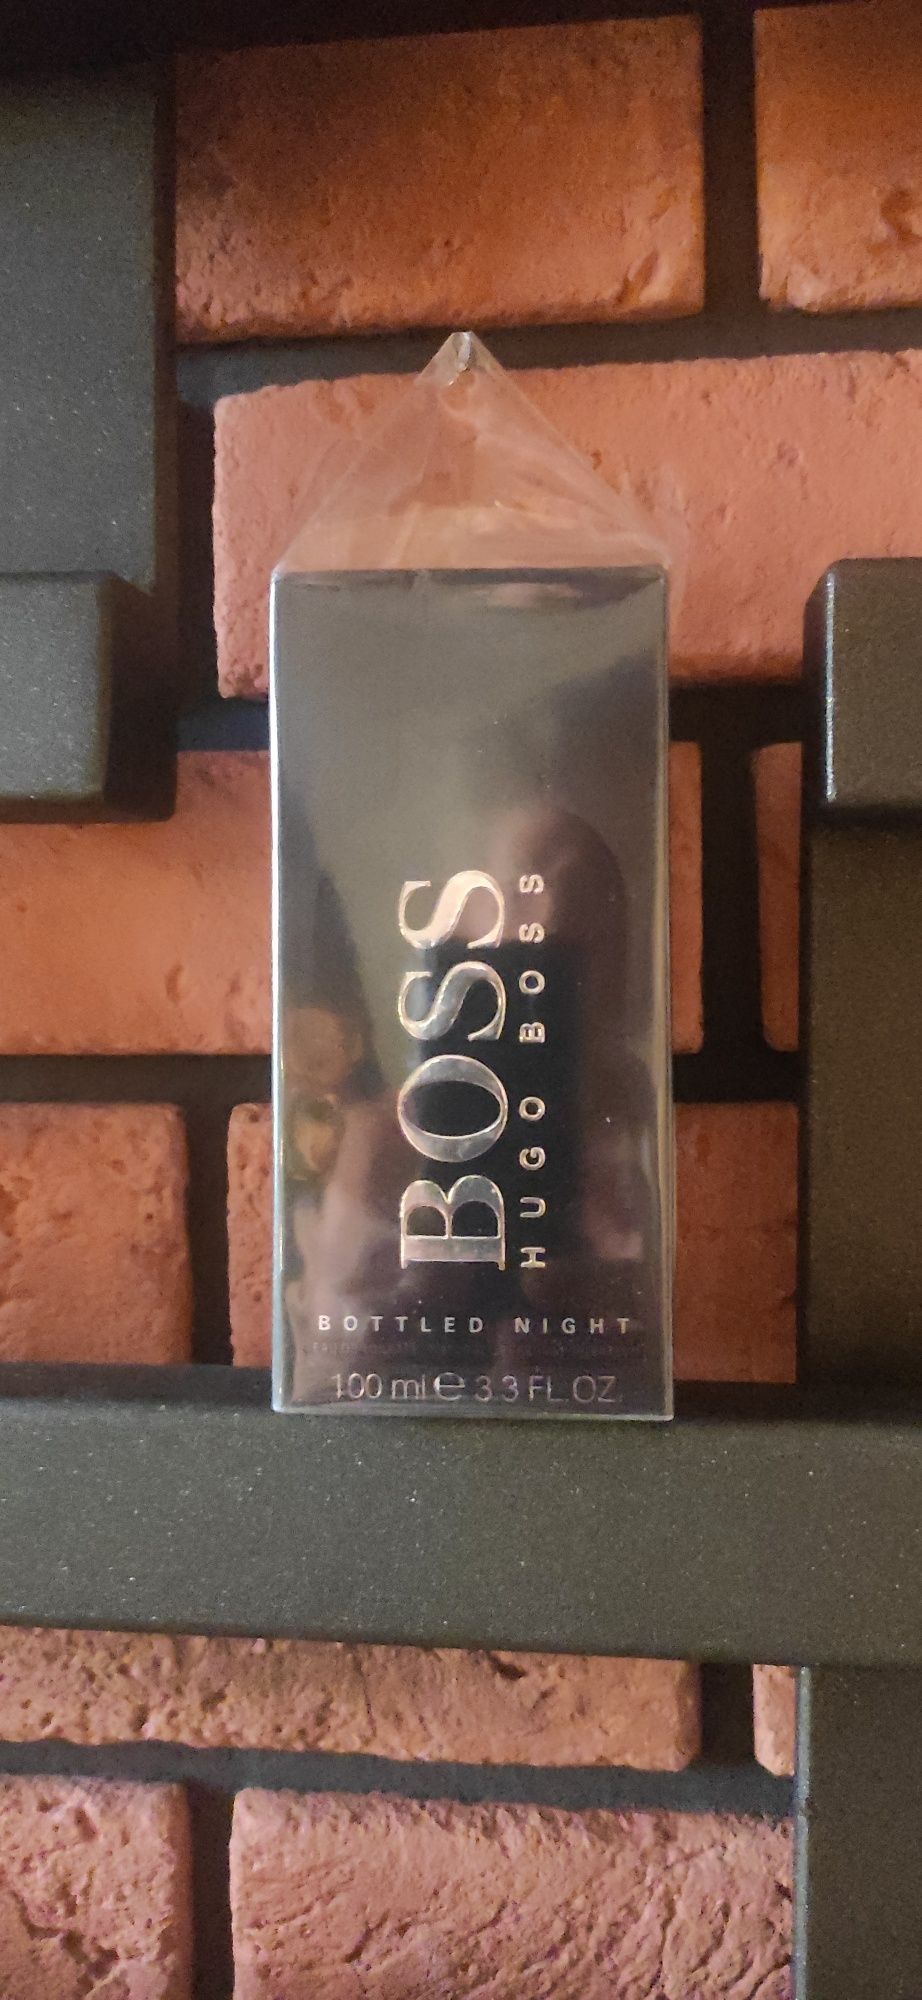 BOSS
HUGO BOSS
BOTTLED NIGHT
100 ml ℮ 3.3 FL.OZ.